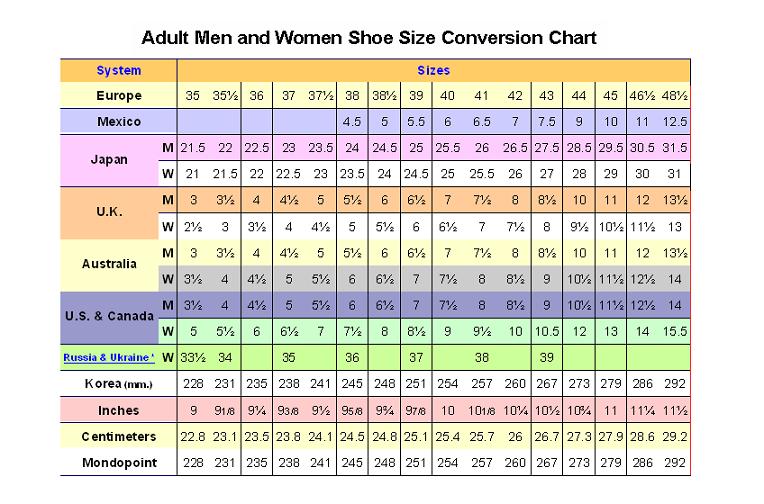 Adult Men and Women Shoe Size Conversion Chart
System Sizes
Europe 35 35½ 36 37 37½ 38 38½ 39 40 41 42 43 44 45 46½ 48½
Mexico 4.5 5 5.5 6 6.5 7 7.5 9 10 11 12.5
Japan M 21.5 22 22.5 23 23.5 24 24.5 25 25.5 26 26.5 27.5 28.5 29.5 30.5 31.5
W 21 21.5 22 22.5 23 23.5 24 24.5 25 25.5 26 27 28 29 30 31
U.K. M 3 3½ 4 4½ 5 5½ 6 6½ 7 7½ 8 8½ 10 11 12 13½
W 2½ 3 3½ 4 4½ 5 5½ 6 6½ 7 7½ 8 9½ 10½ 11½ 13
Australia M 3 3½ 4 4½ 5 5½ 6 6½ 7 7½ 8 8½ 10 11 12 13½
W 3½ 4 4½ 5 5½ 6 6½ 7 7½ 8 8½ 9 10½ 11½ 12½ 14
U.S. & Canada M 3½ 4 4½ 5 5½ 6 6½ 7 7½ 8 8½ 9 10½ 11½ 12½ 14
W 5 5½ 6 6½ 7 7½ 8 8½ 9 9½ 10 10.5 12 13 14 15.5
Russia & Ukraine * W 33½ 34 35 36 37 38 39
Korea (mm.) 228 231 235 238 241 245 248 251 254 257 260 267 273 279 286 292
Inches 9 91/8 9¼ 93/8 9½ 95/8 9¾ 97/8 10 101/8 10¼ 10½ 10¾ 11 11¼ 11½
Centimeters 22.8 23.1 23.5 23.8 24.1 24.5 24.8 25.1 25.4 25.7 26 26.7 27.3 27.9 28.6 29.2
Mondopoint 228 231 235 238 241 245 248 251 254 257 260 267 273 279 286 292